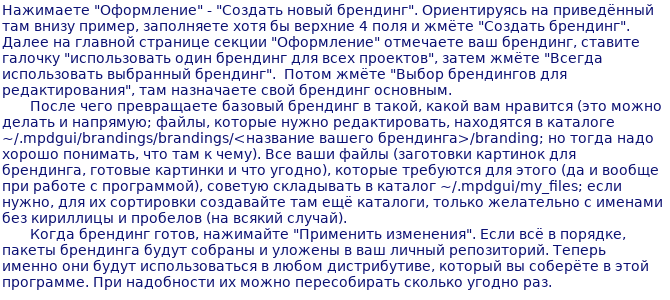 Нажимаете "Оформление" - "Создать новый брендинг". Ориентируясь на приведённый
там внизу пример, заполняете хотя бы верхние 4 поля и жмёте "Создать брендинг".
Далее на главной странице секции "Оформление" отмечаете ваш брендинг, ставите
галочку "использовать один брендинг для всех проектов", затем жмёте "Всегда
использовать выбранный брендинг".  Потом жмёте "Выбор брендингов для
редактирования", там назначаете свой брендинг основным.
После чего превращаете базовый брендинг в такой, какой вам нравится (это можно
делать и напрямую; файлы, которые нужно редактировать, находятся в каталоге
~/.mpdgui/brandings/brandings/<название вашего брендинга>/branding; но тогда надо
хорошо понимать, что там к чему). Все ваши файлы (заготовки картинок для
брендинга, готовые картинки и что угодно), которые требуются для этого (да и вообще
при работе с программой), советую складывать в каталог ~/.mpdgui/my_files; если
нужно, для их сортировки создавайте там ещё каталоги, только желательно с именами
без кириллицы и пробелов (на всякий случай).
Когда брендинг готов, нажимайте "Применить изменения". Если всё в порядке,
пакеты брендинга будут собраны и уложены в ваш личный репозиторий. Теперь
именно они будут использоваться в любом дистрибутиве, который вы соберёте в этой
программе. При надобности их можно пересобирать сколько угодно раз.